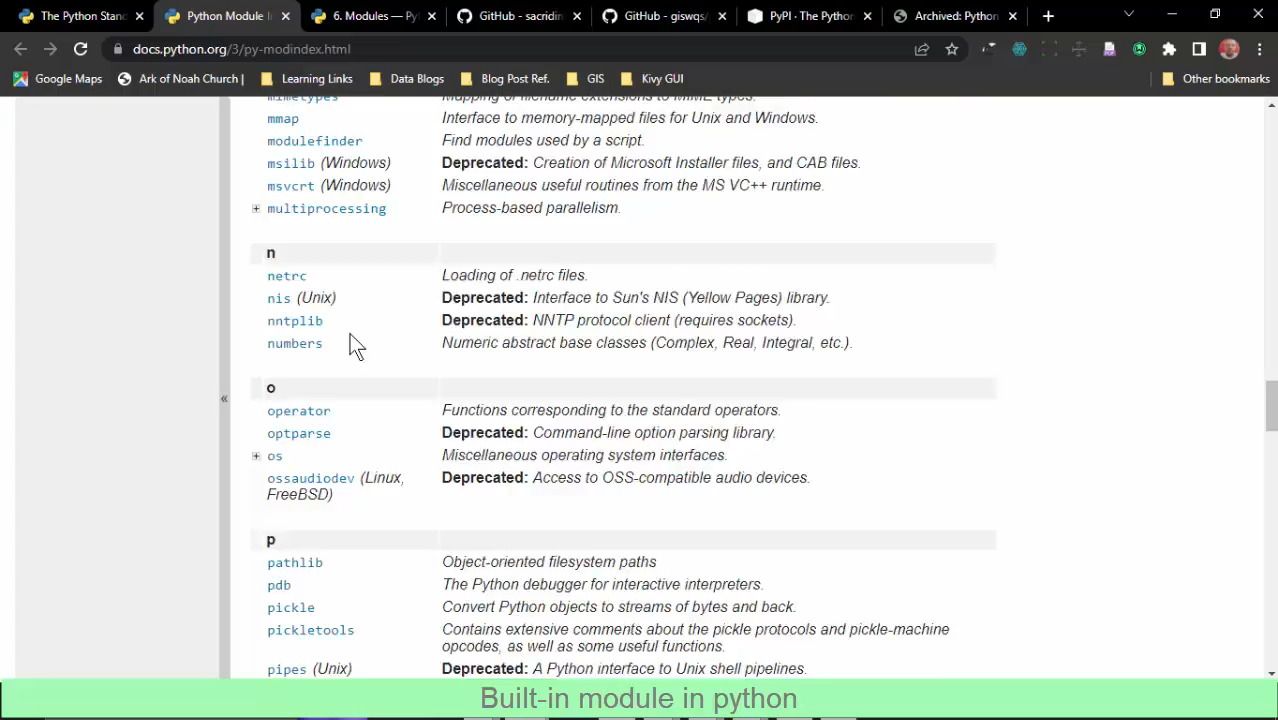 The Python Stan
Python Module I
6. Modules — Py
GitHub - sacridin
GitHub - giswqs/
PyPI · The Python
Archived: Python
docs.python.org/3/py-modindex.html
Google Maps
Ark of Noah Church |
Learning Links
Data Blogs
Blog Post Ref.
GIS
Kivy GUI
Other bookmarks
mimetypes Mapping of filename extensions to MIME types.
mmap Interface to memory-mapped files for Unix and Windows.
modulefinder Find modules used by a script.
msilib (Windows) Deprecated: Creation of Microsoft Installer files, and CAB files.
msvcrt (Windows) Miscellaneous useful routines from the MS VC++ runtime.
multiprocessing Process-based parallelism.
n
netrc Loading of .netrc files.
nis (Unix) Deprecated: Interface to Sun's NIS (Yellow Pages) library.
nntplib Deprecated: NNTP protocol client (requires sockets).
numbers Numeric abstract base classes (Complex, Real, Integral, etc.).
o
operator Functions corresponding to the standard operators.
optparse Deprecated: Command-line option parsing library.
os Miscellaneous operating system interfaces.
ossaudiodev (Linux, Deprecated: Access to OSS-compatible audio devices.
FreeBSD)
p
pathlib Object-oriented filesystem paths
pdb The Python debugger for interactive interpreters.
pickle Convert Python objects to streams of bytes and back.
pickletools Contains extensive comments about the pickle protocols and pickle-machine
opcodes, as well as some useful functions.
pipes (Unix) Deprecated: A Python interface to Unix shell pipelines.
Built-in module in python